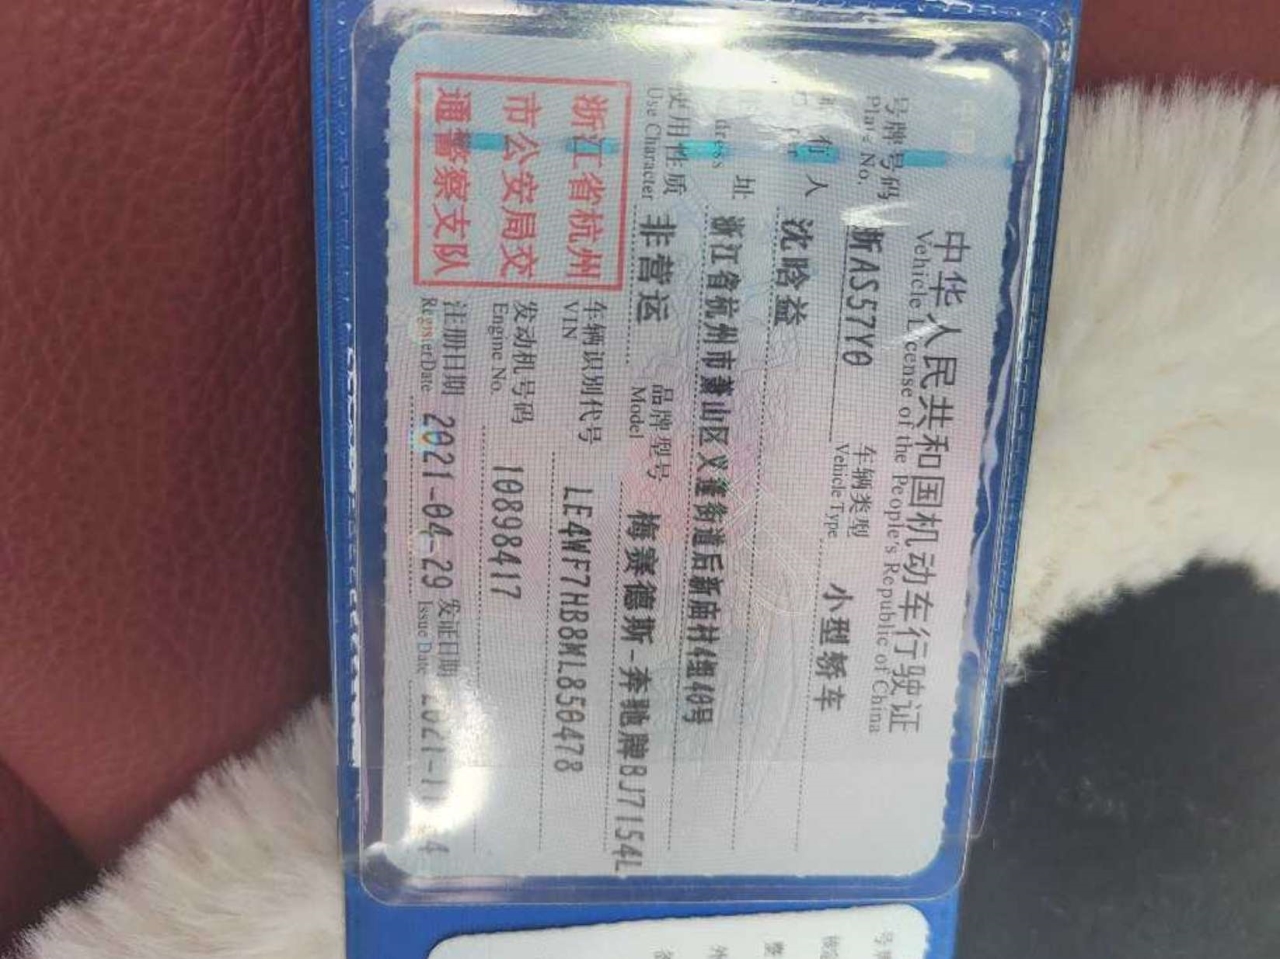 中华人民共和国机动车行驶证
Vehicle License of the People's Republic of China
号牌号码 浙AS57Y0 车辆类型 小型轿车
Plate No. Vehicle Type
有人 沈晗益
址 浙江省杭州市萧山区义蓬街道后新庙村4组40号
使用性质 非营运 品牌型号 梅赛德斯-奔驰牌BJ7154L
Use Character Model
浙江省杭州
市公安局交
通警察支队
车辆识别代号 LE4WF7HB8ML850478
VIN
发动机号码 10898417
Engine No.
注册日期 2021-04-29 发证日期 2021-11
Register Date Issue Date